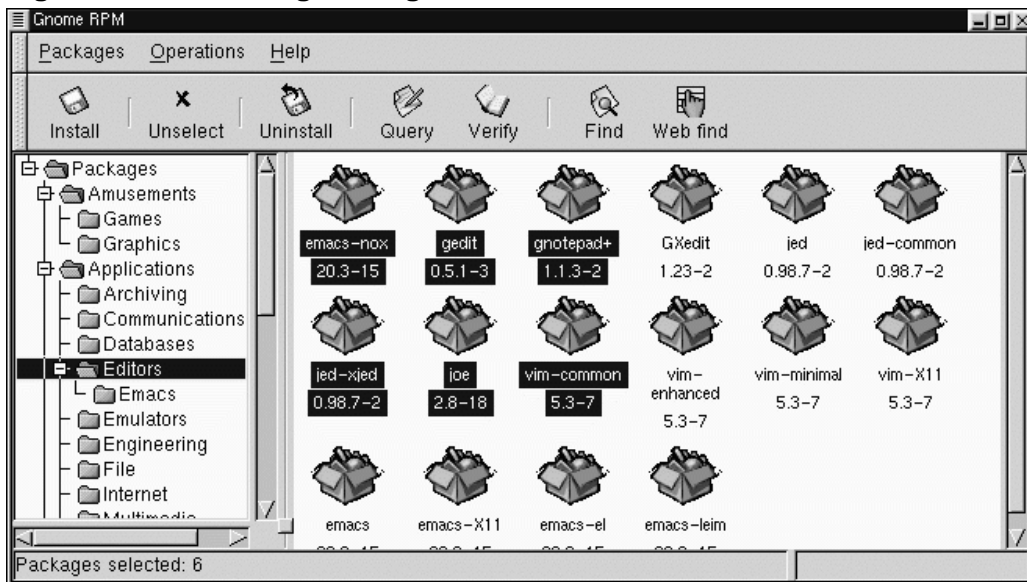 Gnome RPM
Packages Operations Help
Install Unselect Uninstall Query Verify Find Web find
Packages
Amusements
Games
Graphics
Applications
Archiving
Communications
Databases
Editors
Emacs
Emulators
Engineering
File
Internet
Multimedia
emacs-nox gedit gnotepad+ GXedit jed jed-common
20.3-15 0.5.1-3 1.1.3-2 1.23-2 0.98.7-2 0.98.7-2
jed-xjed joe vim-common vim-enhanced vim-minimal vim-X11
0.98.7-2 2.8-18 5.3-7 5.3-7 5.3-7 5.3-7
emacs emacs-X11 emacs-el emacs-leim
Packages selected: 6